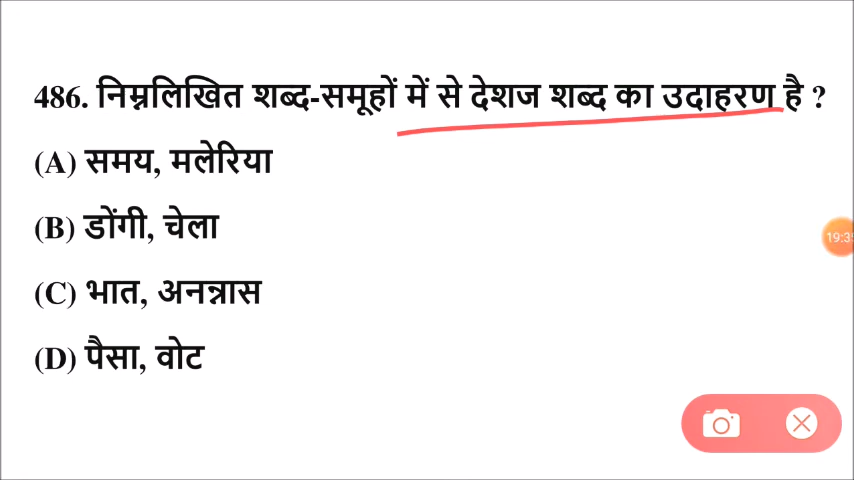 486. निम्नलिखित शब्द-समूहों में से देशज शब्द का उदाहरण है ?
(A) समय, मलेरिया
(B) डोंगी, चेला
(C) भात, अनन्नास
(D) पैसा, वोट